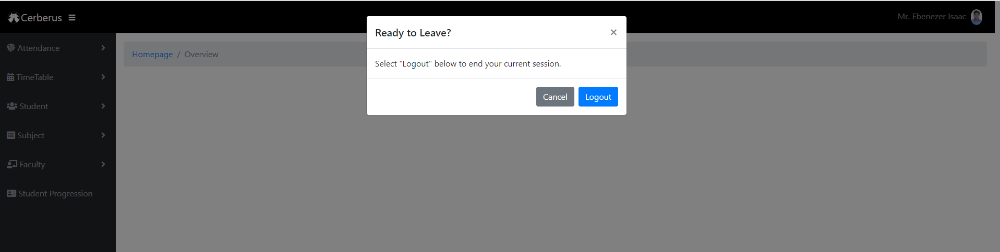 Cerberus
Mr. Ebenezer Isaac
Ready to Leave?
×
Attendance
Homepage / Overview
Select "Logout" below to end your current session.
TimeTable
Cancel Logout
Student
Subject
Faculty
Student Progression